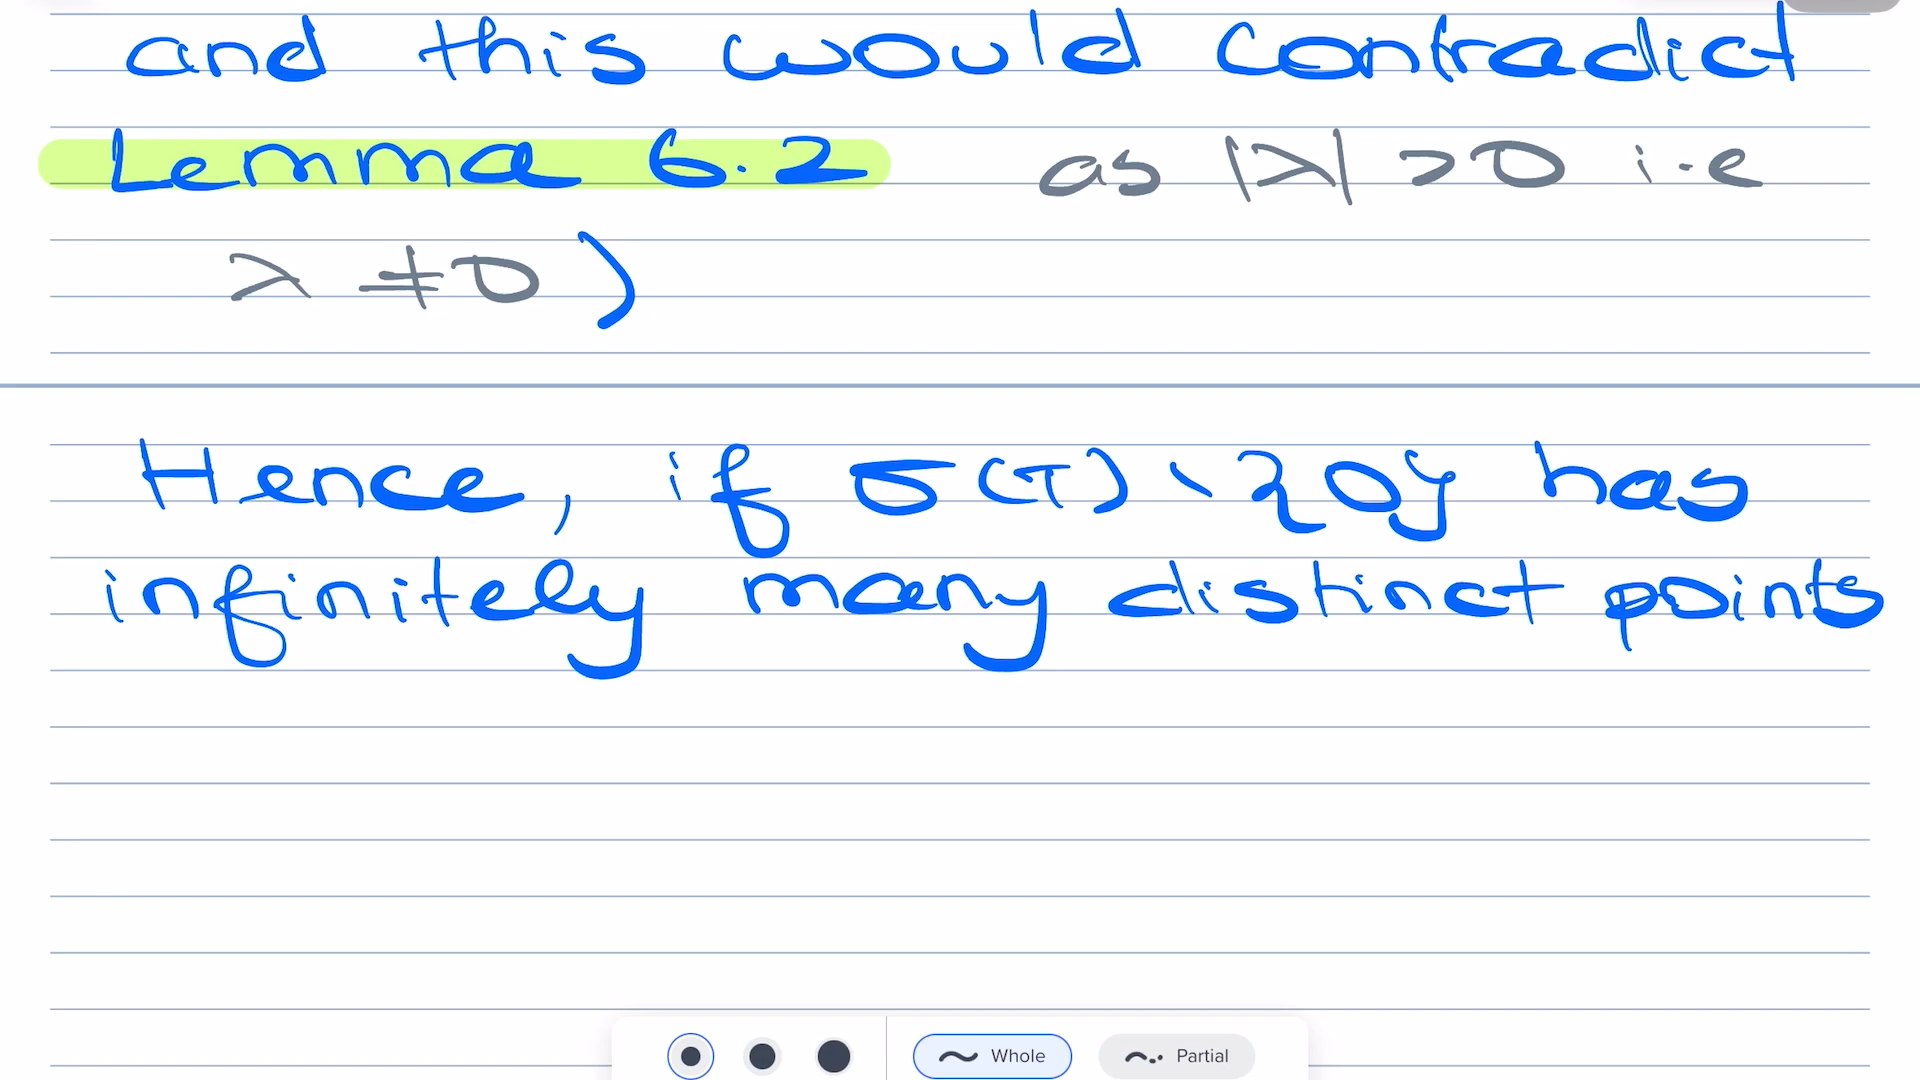 and this would contradict
Lemma 6.2 as |λ| > 0 i.e
λ ≠ 0 )
Hence, if σ(T) \ {0} has
infinitely many distinct points
Whole Partial